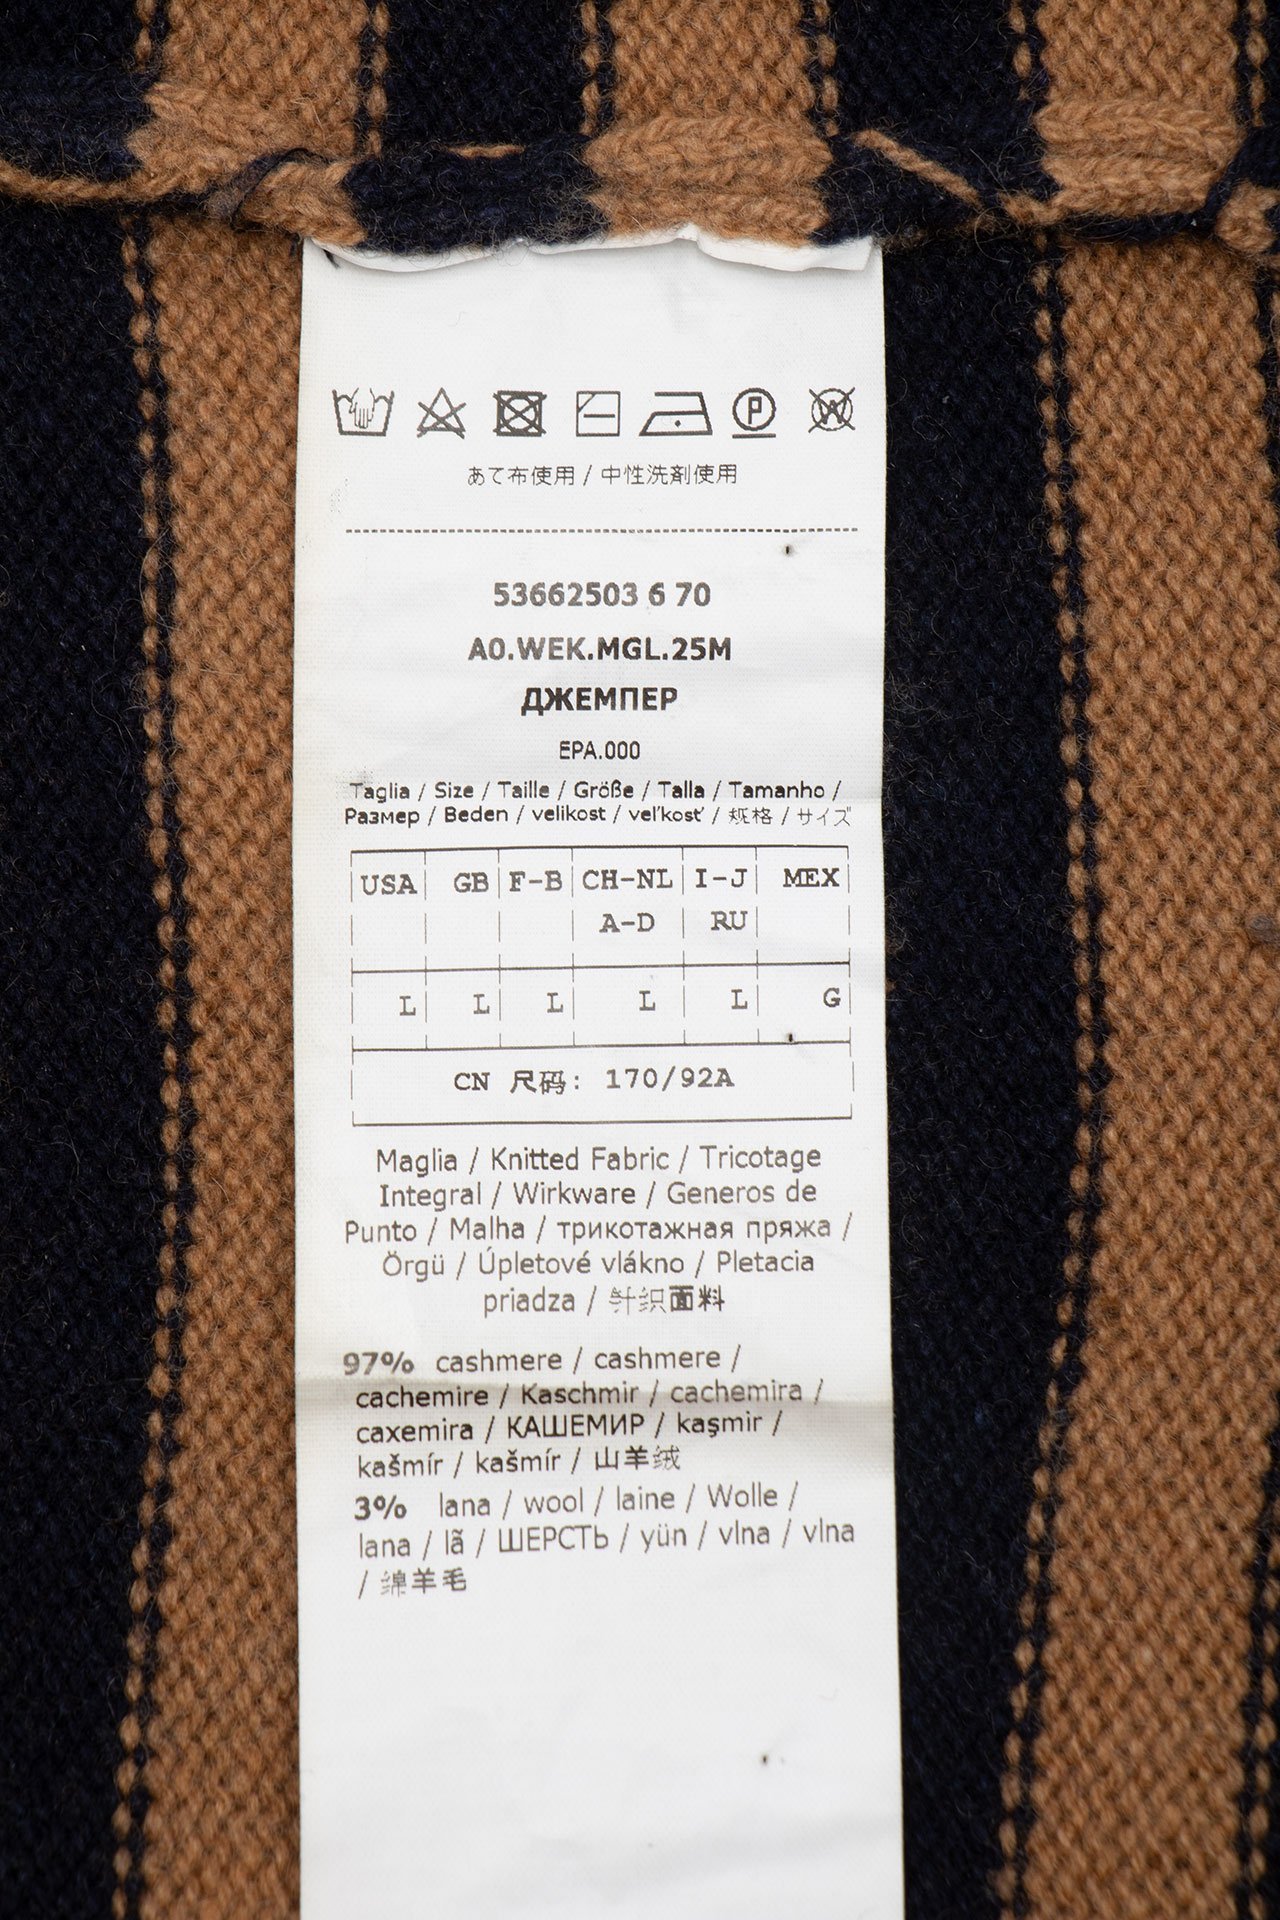 P
W
あて布使用 / 中性洗剤使用
53662503 6 70
A0.WEK.MGL.25M
ДЖЕМПЕР
EPA.000
Taglia / Size / Taille / Größe / Talla / Tamanho /
Размер / Beden / velikost / veľkosť / 规格 / サイズ
USA GB F-B CH-NL I-J MEX
A-D RU
L L L L L G
CN 尺码: 170/92A
Maglia / Knitted Fabric / Tricotage
Integral / Wirkware / Generos de
Punto / Malha / трикотажная пряжа /
Örgü / Úpletové vlákno / Pletacia
priadza / 针织面料
97% cashmere / cashmere /
cachemire / Kaschmir / cachemira /
caxemira / КАШЕМИР / kaşmir /
kašmír / kašmír / 山羊绒
3% lana / wool / laine / Wolle /
lana / lã / ШЕРСТЬ / yün / vlna / vlna
/ 绵羊毛